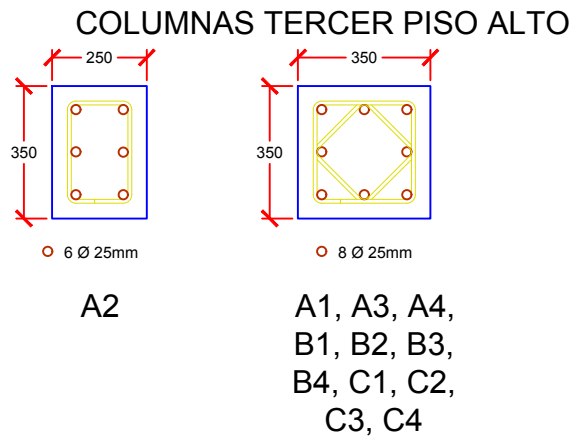 COLUMNAS TERCER PISO ALTO
250
350
350
350
6 Ø 25mm
8 Ø 25mm
A2
A1, A3, A4,
B1, B2, B3,
B4, C1, C2,
C3, C4